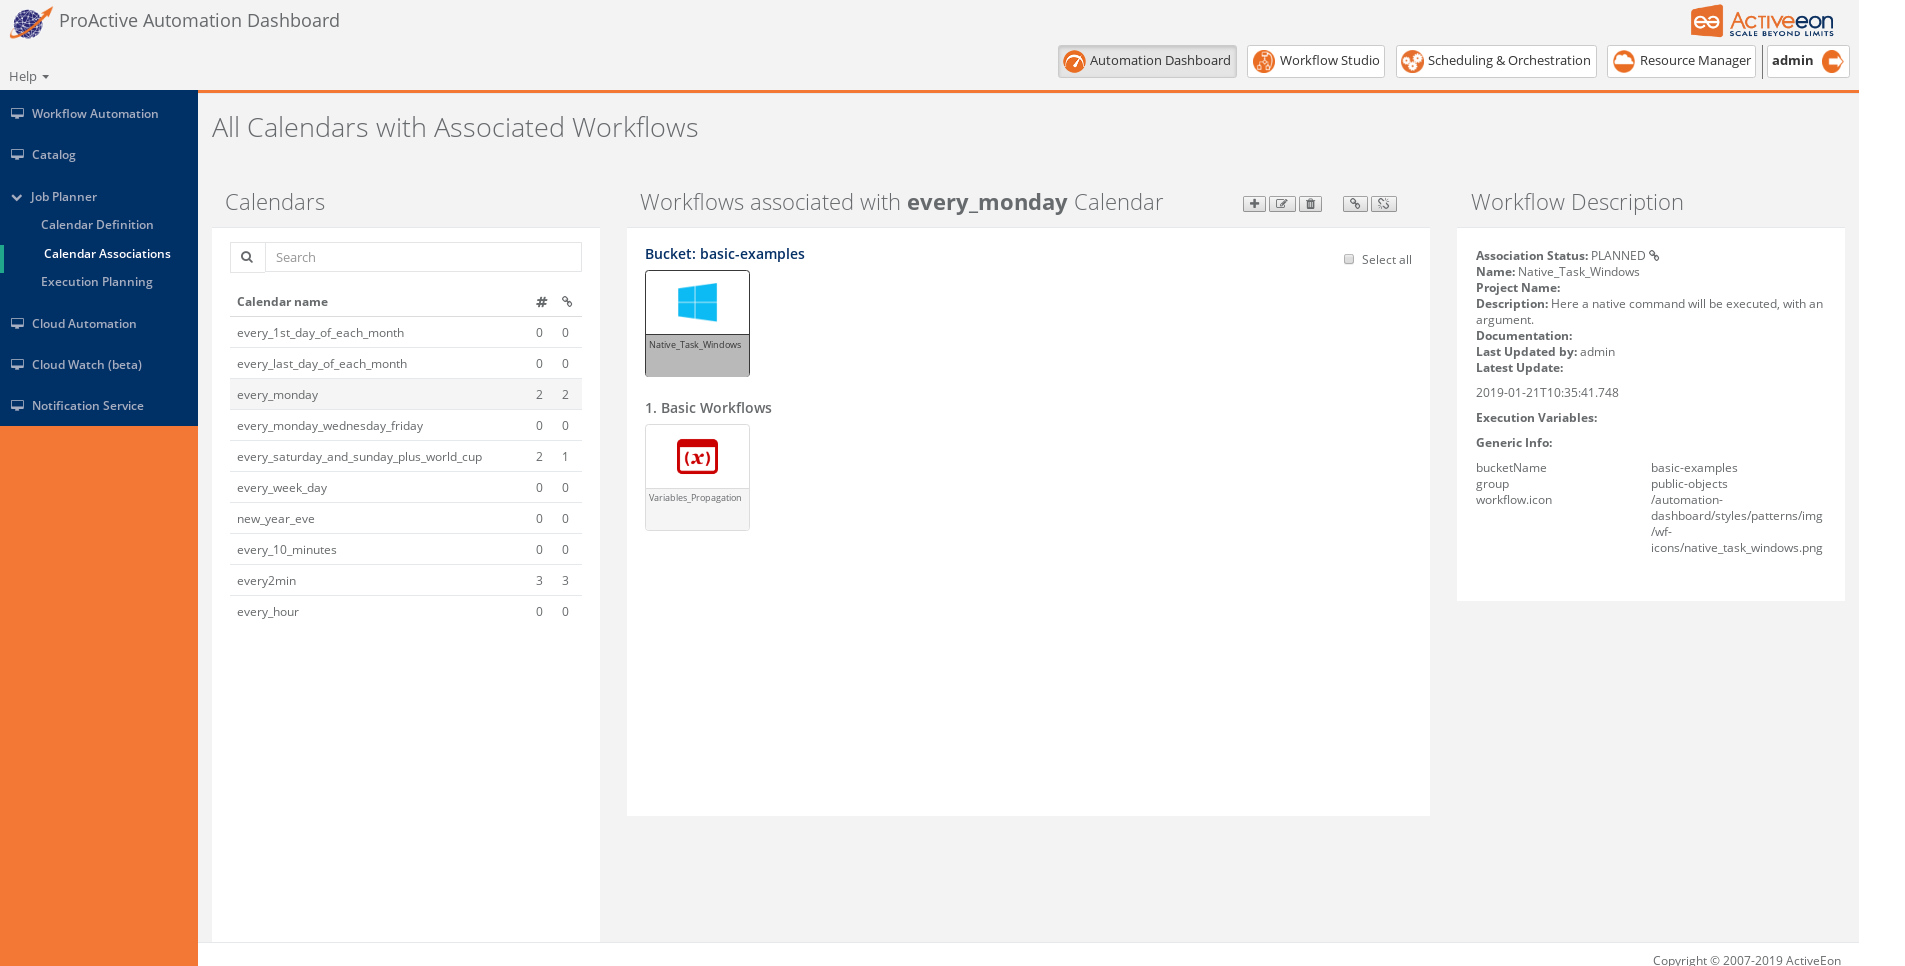 ProActive Automation Dashboard
ee Activeeon
SCALE BEYOND LIMITS
Help
Automation Dashboard
Workflow Studio
Scheduling & Orchestration
Resource Manager
admin
Workflow Automation
Catalog
Job Planner
Calendar Definition
Calendar Associations
Execution Planning
Cloud Automation
Cloud Watch (beta)
Notification Service
All Calendars with Associated Workflows
Calendars
Search
Calendar name #
every_1st_day_of_each_month 0 0
every_last_day_of_each_month 0 0
every_monday 2 2
every_monday_wednesday_friday 0 0
every_saturday_and_sunday_plus_world_cup 2 1
every_week_day 0 0
new_year_eve 0 0
every_10_minutes 0 0
every2min 3 3
every_hour 0 0
Workflows associated with every_monday Calendar
Bucket: basic-examples
Select all
Native_Task_Windows
1. Basic Workflows
(x)
Variables_Propagation
Workflow Description
Association Status: PLANNED
Name: Native_Task_Windows
Project Name:
Description: Here a native command will be executed, with an
argument.
Documentation:
Last Updated by: admin
Latest Update:
2019-01-21T10:35:41.748
Execution Variables:
Generic Info:
bucketName basic-examples
group public-objects
workflow.icon /automation-
dashboard/styles/patterns/img
/wf-
icons/native_task_windows.png
Copyright © 2007-2019 ActiveEon